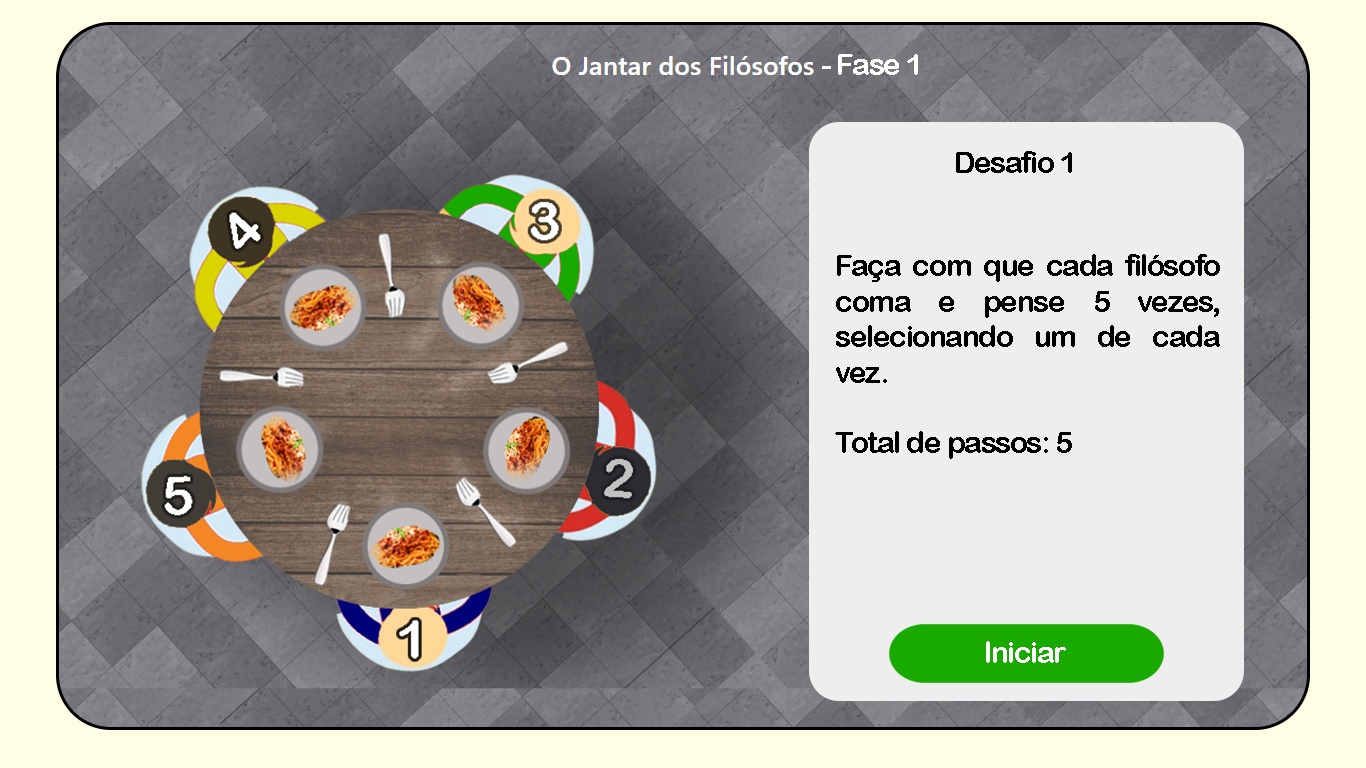 O Jantar dos Filósofos - Fase 1
Desafio 1
Faça com que cada filósofo
coma e pense 5 vezes,
selecionando um de cada
vez.
Total de passos: 5
Iniciar
4
3
5
2
1